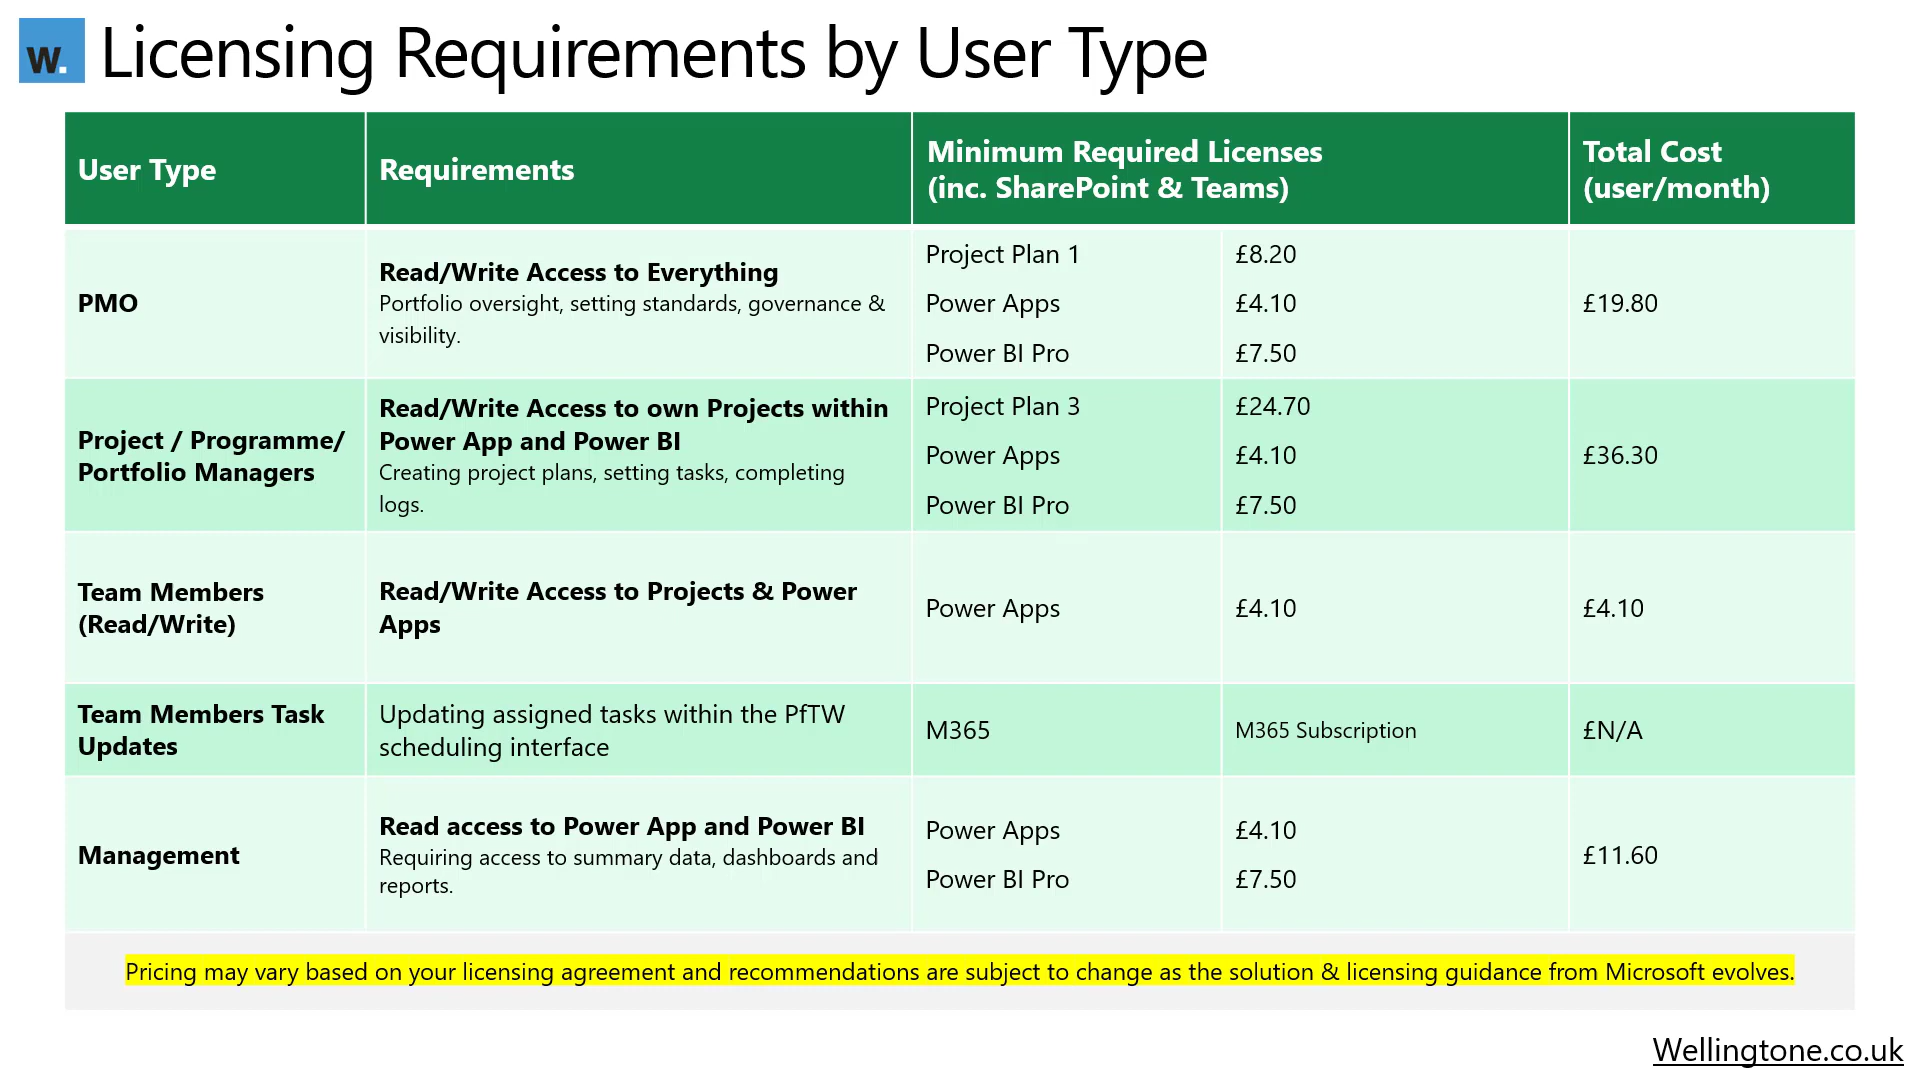 w.
Licensing Requirements by User Type
User Type
Requirements
Minimum Required Licenses
(inc. SharePoint & Teams)
Total Cost
(user/month)
PMO
Read/Write Access to Everything
Portfolio oversight, setting standards, governance &
visibility.
Project Plan 1
£8.20
Power Apps
£4.10
Power BI Pro
£7.50
£19.80
Project / Programme/
Portfolio Managers
Read/Write Access to own Projects within
Power App and Power BI
Creating project plans, setting tasks, completing
logs.
Project Plan 3
£24.70
Power Apps
£4.10
Power BI Pro
£7.50
£36.30
Team Members
(Read/Write)
Read/Write Access to Projects & Power
Apps
Power Apps
£4.10
£4.10
Team Members Task
Updates
Updating assigned tasks within the PfTW
scheduling interface
M365
M365 Subscription
£N/A
Management
Read access to Power App and Power BI
Requiring access to summary data, dashboards and
reports.
Power Apps
£4.10
Power BI Pro
£7.50
£11.60
Pricing may vary based on your licensing agreement and recommendations are subject to change as the solution & licensing guidance from Microsoft evolves.
Wellingtone.co.uk